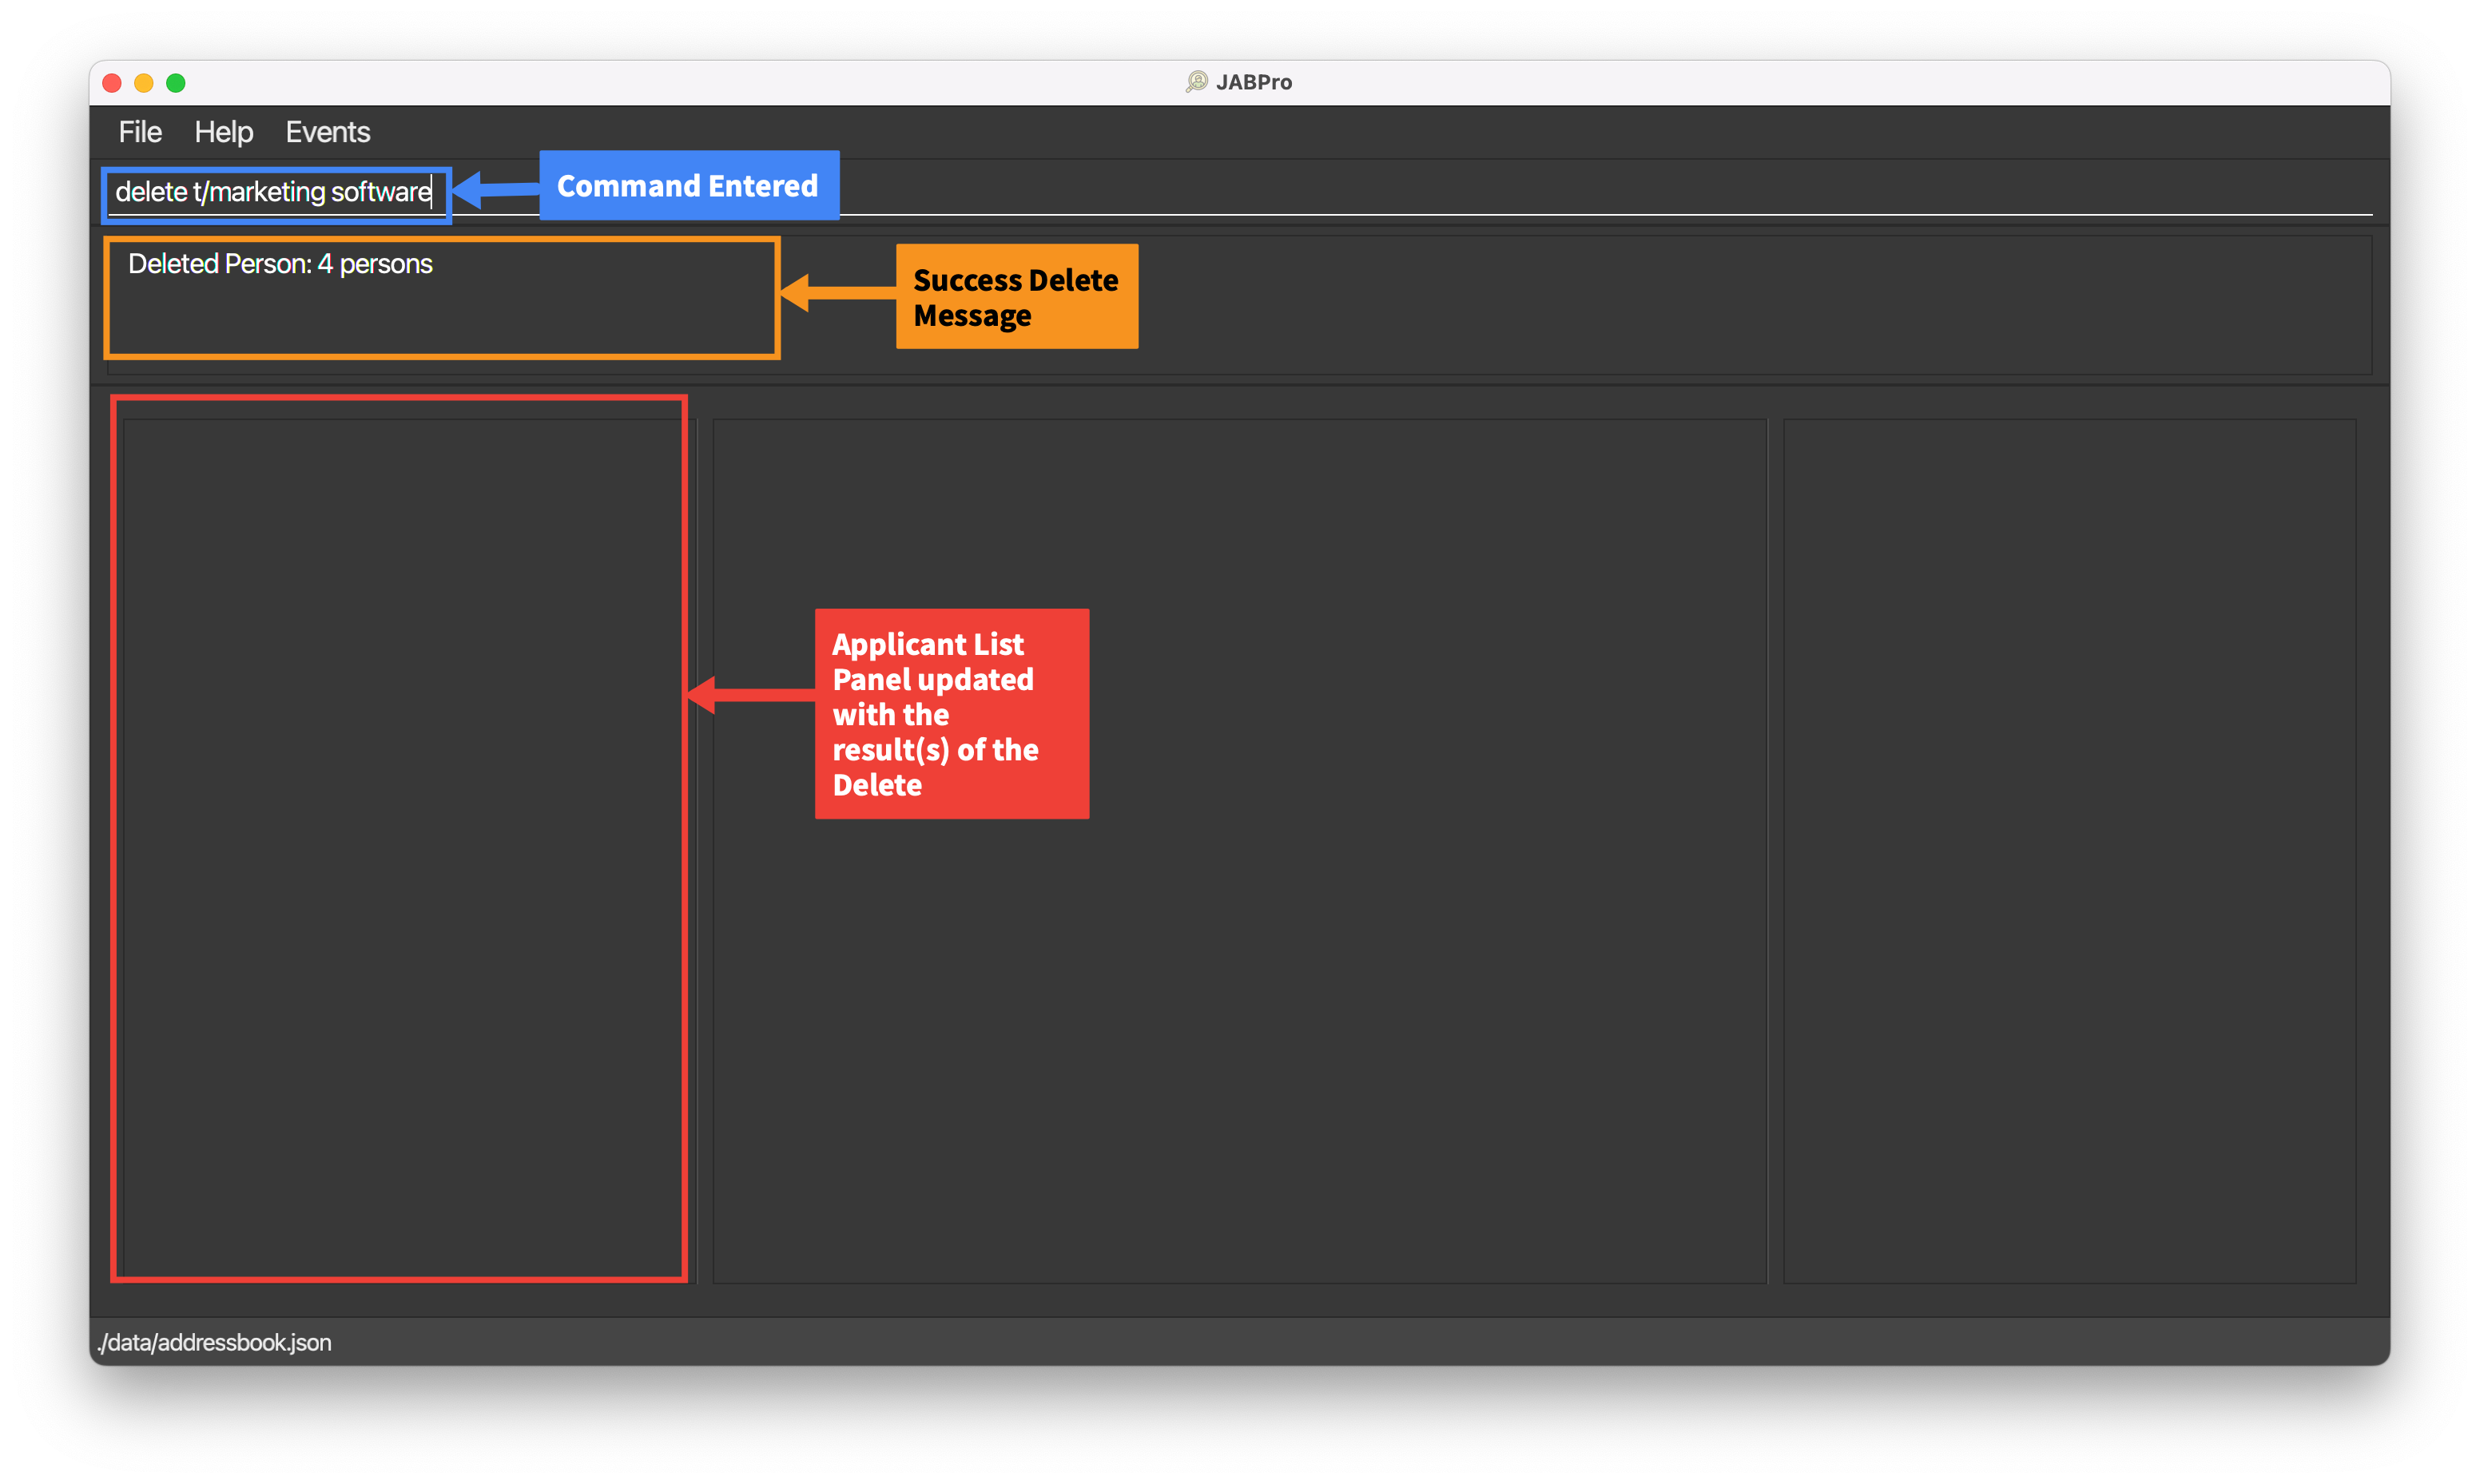 JABPro
File Help Events
delete t/marketing software
Command Entered
Deleted Person: 4 persons
Success Delete
Message
Applicant List
Panel updated
with the
result(s) of the
Delete
./data/addressbook.json